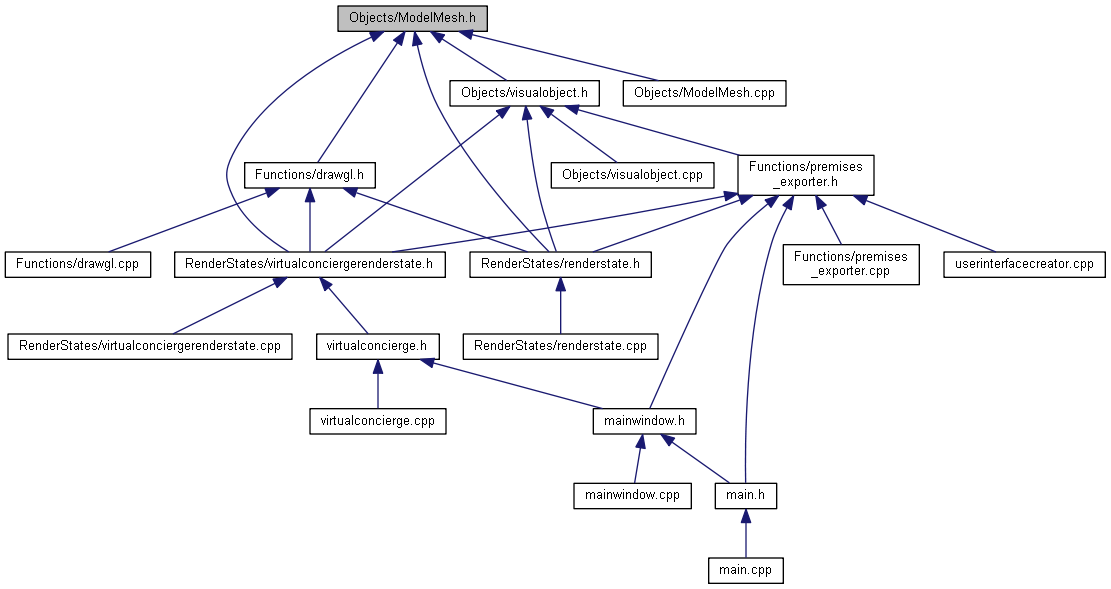 Objects/ModelMesh.h
Objects/visualobject.h
Objects/ModelMesh.cpp
Functions/drawgl.h
Objects/visualobject.cpp
Functions/premises
_exporter.h
Functions/drawgl.cpp
RenderStates/virtualconciergerenderstate.h
RenderStates/renderstate.h
Functions/premises
_exporter.cpp
userinterfacecreator.cpp
RenderStates/virtualconciergerenderstate.cpp
virtualconcierge.h
RenderStates/renderstate.cpp
virtualconcierge.cpp
mainwindow.h
mainwindow.cpp
main.h
main.cpp